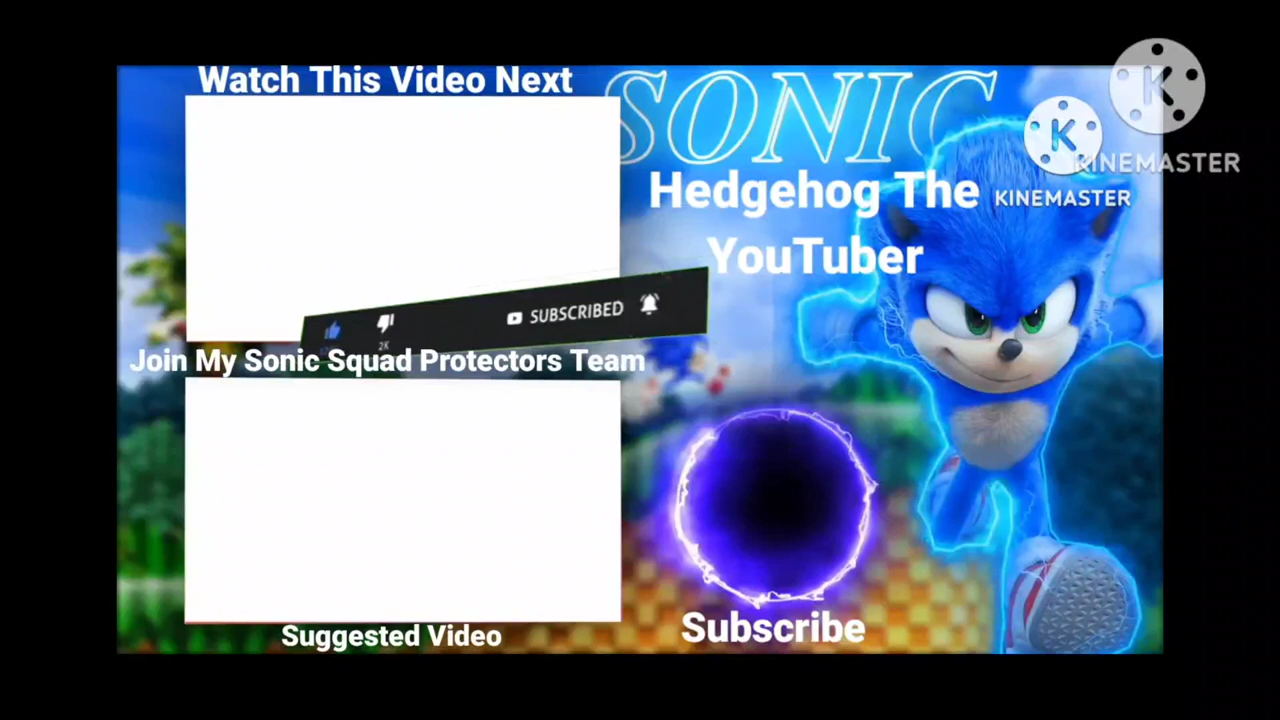 Watch This Video Next
SONIC
Hedgehog The
YouTuber
K
KINEMASTER
K
KINEMASTER
SUBSCRIBED
2K
Join My Sonic Squad Protectors Team
Suggested Video
Subscribe